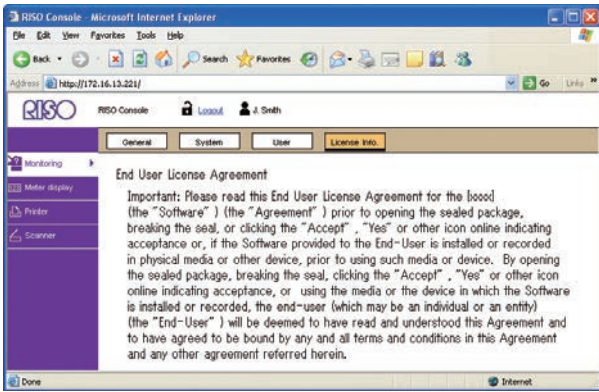 RISO Console - Microsoft Internet Explorer
File Edit View Favorites Tools Help
Back Search Favorites
Address http://172.16.13.221/ Go Links »
RISO RISO Console Logout J. Smith
General System User License Info.
Monitoring
Meter display
Printer
Scanner
End User License Agreement
Important: Please read this End User License Agreement for the [xxxx]
(the "Software" ) (the "Agreement" ) prior to opening the sealed package,
breaking the seal, or clicking the "Accept" , "Yes" or other icon online indicating
acceptance or, if the Software provided to the End-User is installed or recorded
in physical media or other device, prior to using such media or device. By opening
the sealed package, breaking the seal, clicking the "Accept" , "Yes" or other icon
online indicating acceptance, or using the media or the device in which the Software
is installed or recorded, the end-user (which may be an individual or an entity)
(the "End-User" ) will be deemed to have read and understood this Agreement and
to have agreed to be bound by any and all terms and conditions in this Agreement
and any other agreement referred herein.
Done Internet